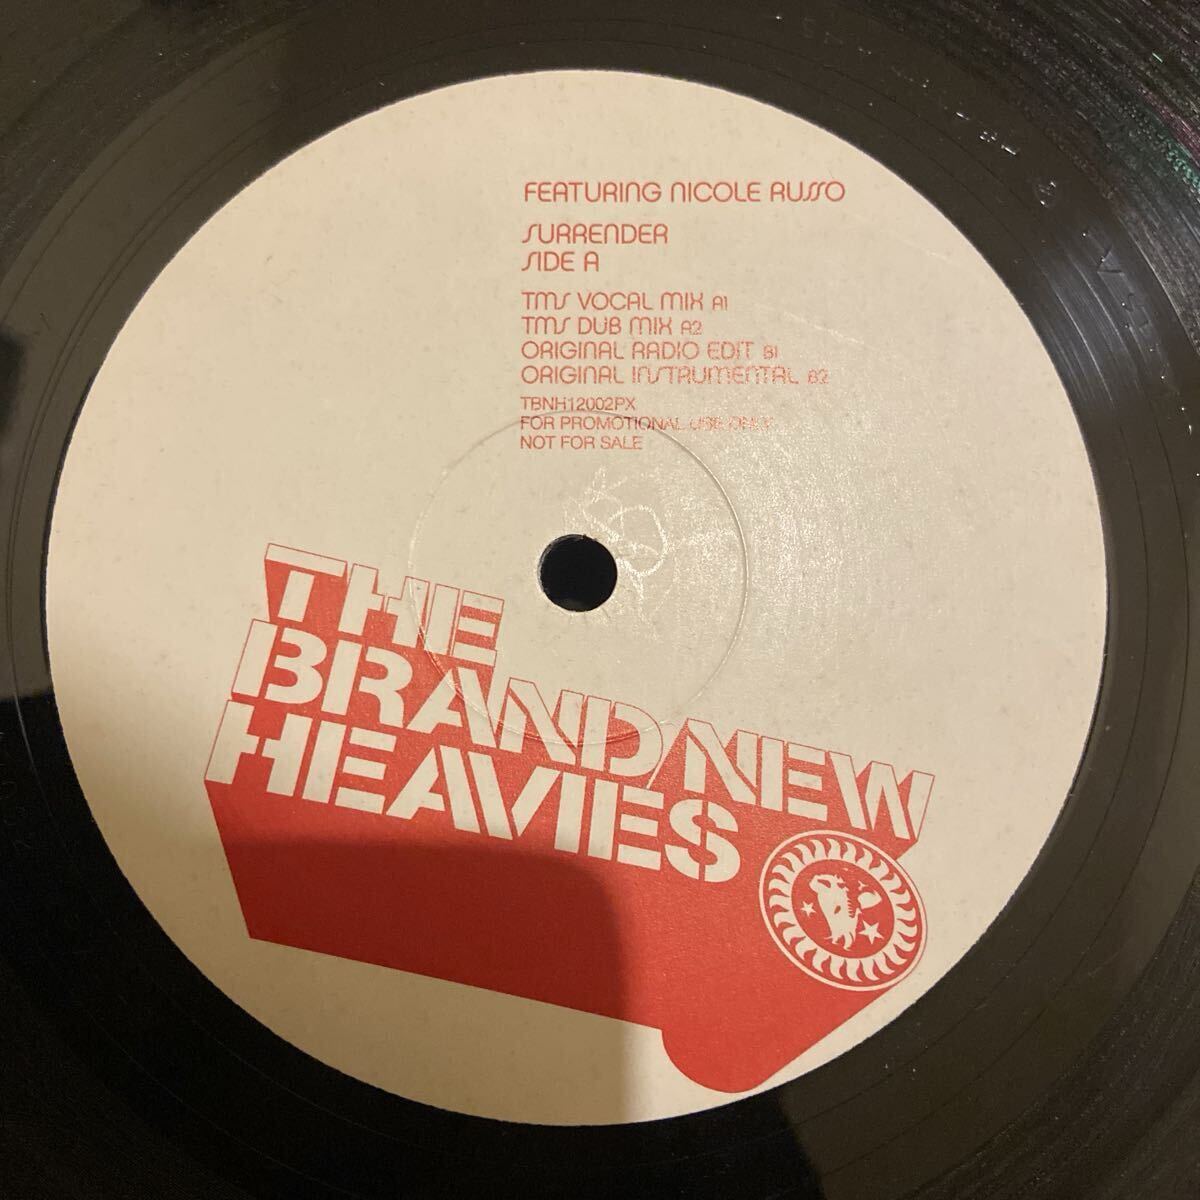 FEATURING NICOLE RUSSO
SURRENDER
SIDE A
TMS VOCAL MIX A1
TMS DUB MIX A2
ORIGINAL RADIO EDIT B1
ORIGINAL INSTRUMENTAL B2
TBNH12002PX
FOR PROMOTIONAL USE ONLY
NOT FOR SALE
THE
BRAND NEW
HEAVIES